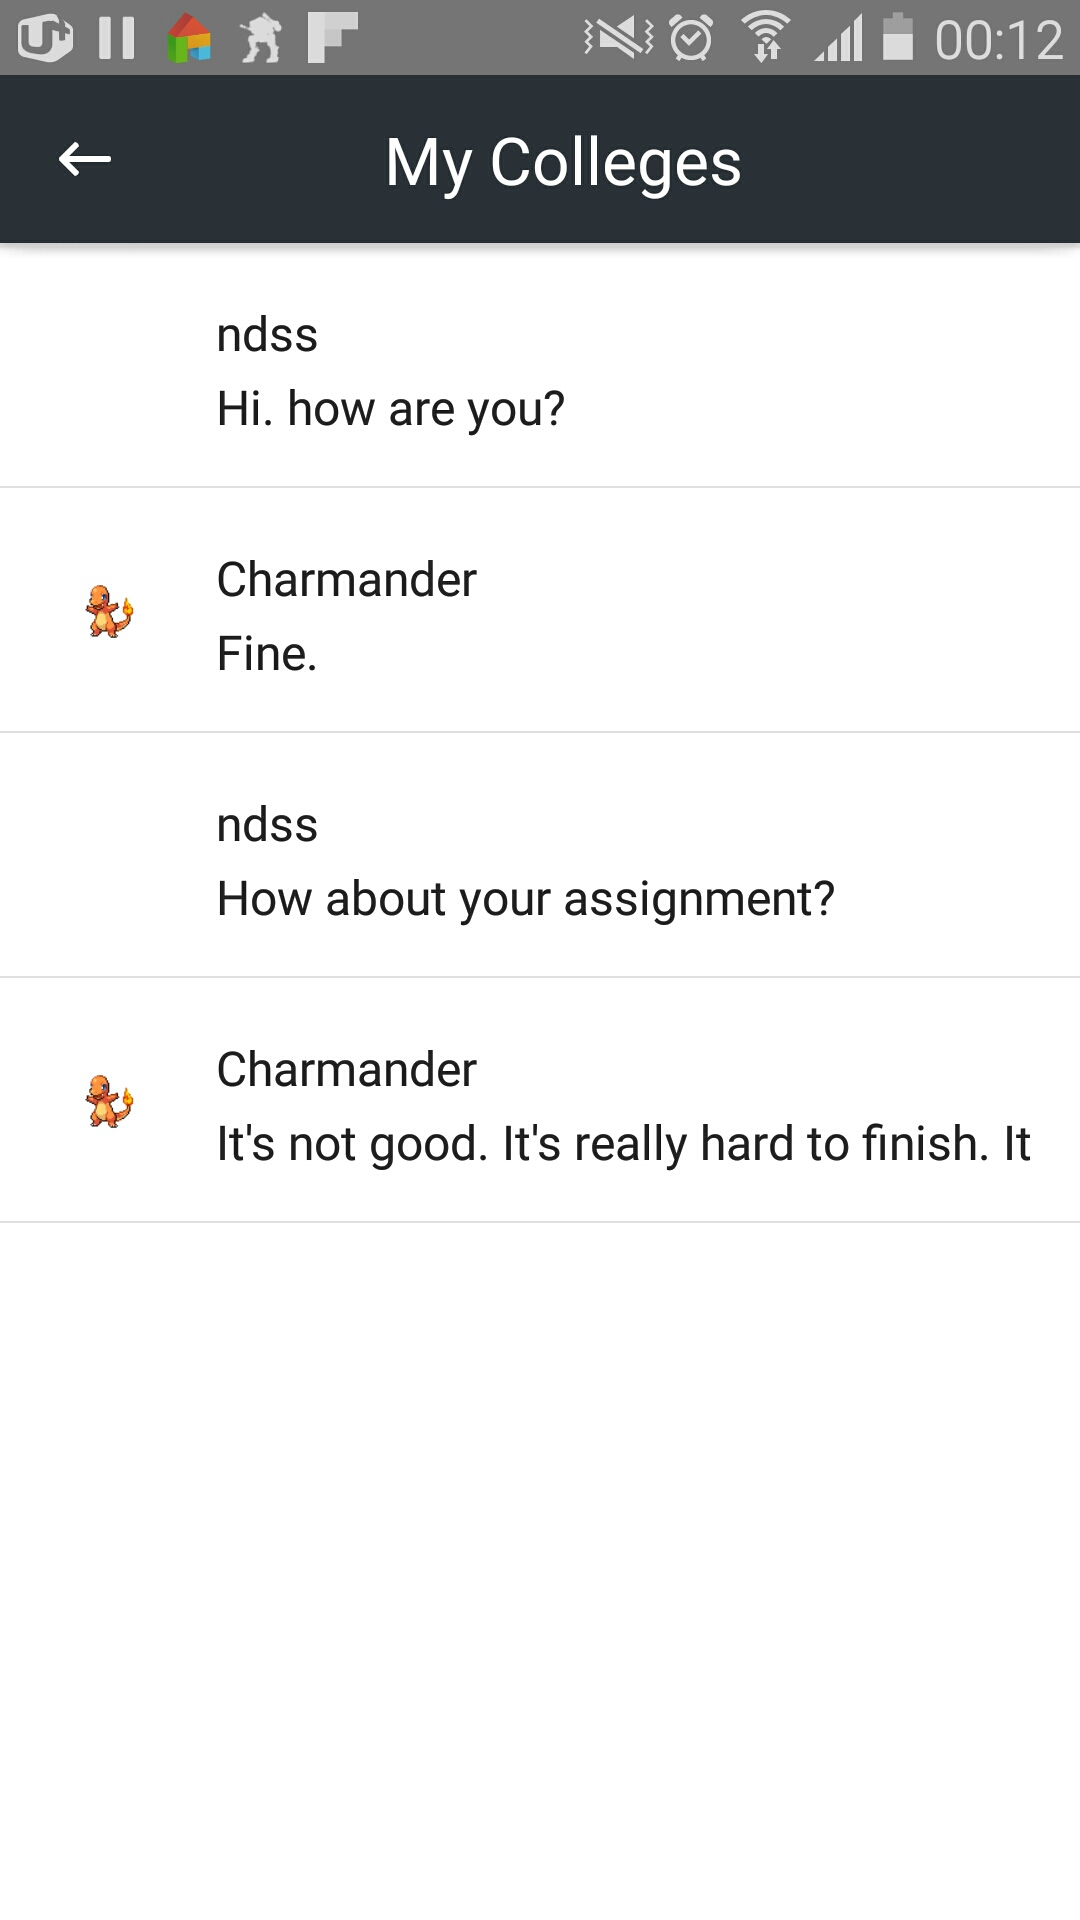 00:12
My Colleges
ndss
Hi. how are you?
Charmander
Fine.
ndss
How about your assignment?
Charmander
It's not good. It's really hard to finish. It